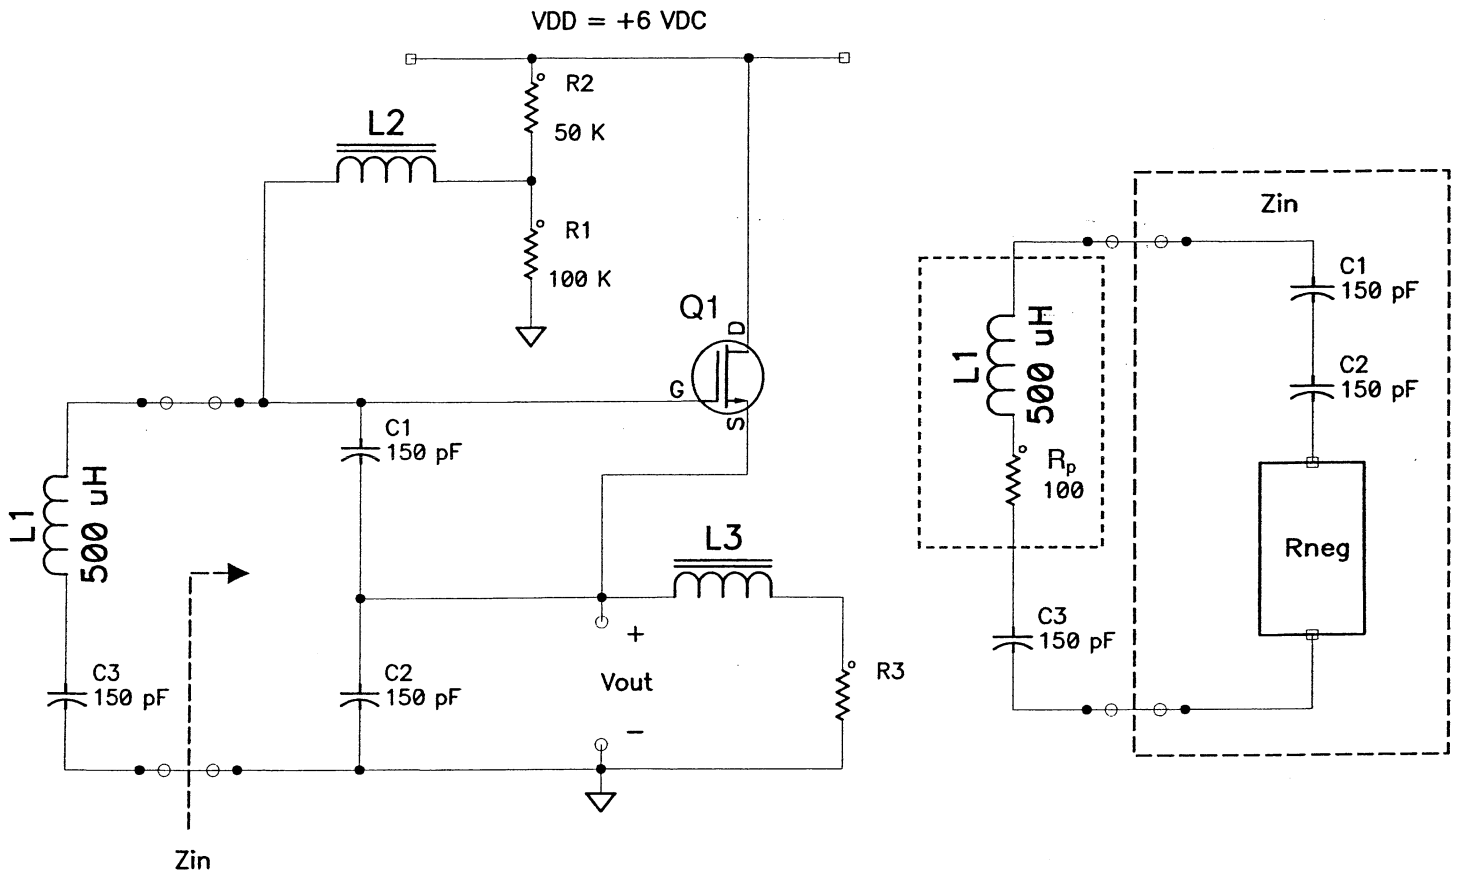 VDD = +6 VDC
R2
50 K
L2
R1
100 K
Q1
D
G
S
C1
150 pF
L1
500 uH
L3
C3
150 pF
C2
150 pF
+
Vout
−
R3
Zin
Zin
C1
150 pF
C2
150 pF
L1
500 uH
Rp
100
Rneg
C3
150 pF